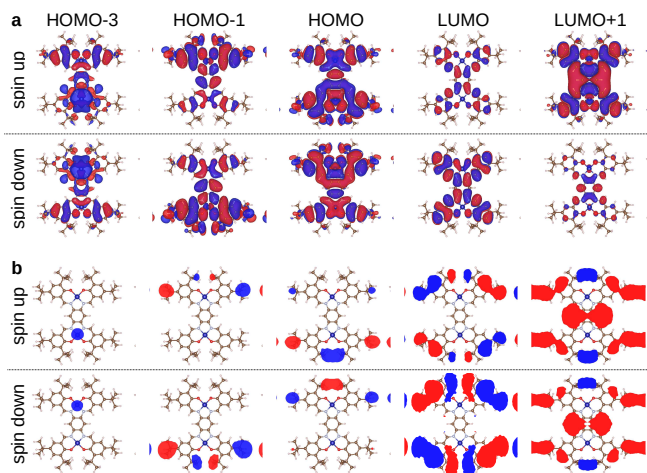 a HOMO-3 HOMO-1 HOMO LUMO LUMO+1
spin up
spin down
b
spin up
spin down